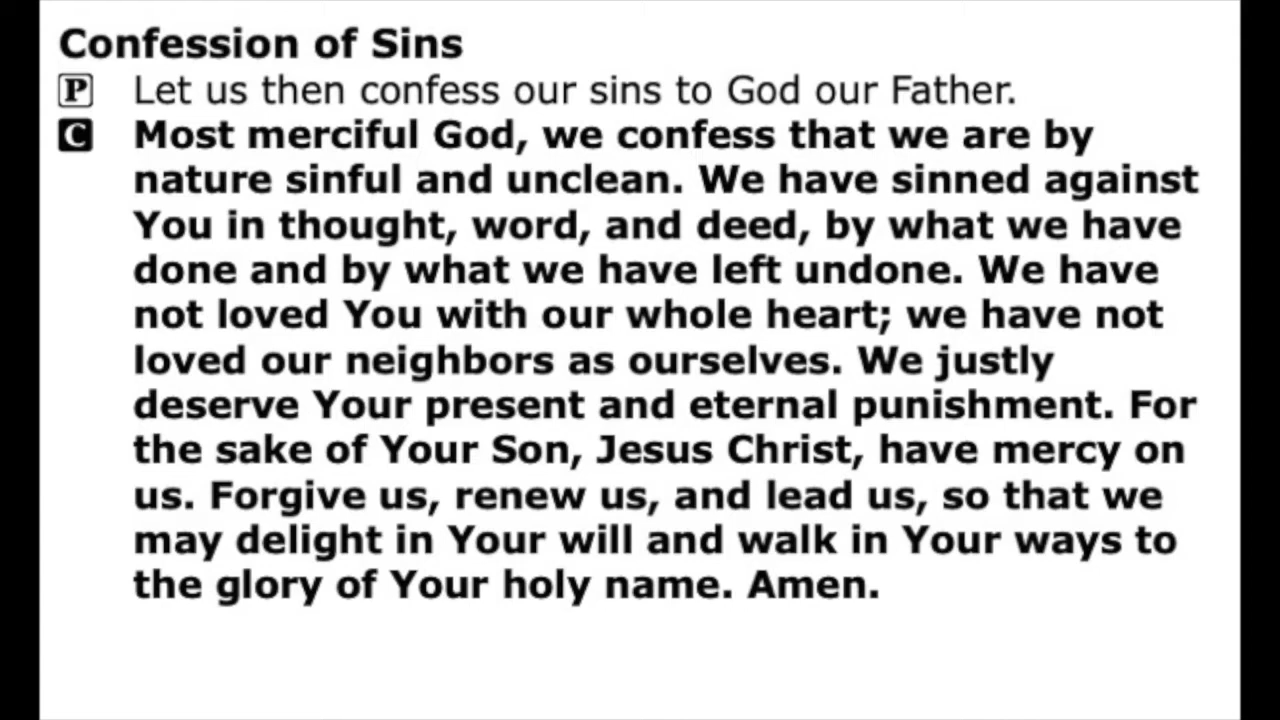 Confession of Sins
P Let us then confess our sins to God our Father.
C Most merciful God, we confess that we are by
nature sinful and unclean. We have sinned against
You in thought, word, and deed, by what we have
done and by what we have left undone. We have
not loved You with our whole heart; we have not
loved our neighbors as ourselves. We justly
deserve Your present and eternal punishment. For
the sake of Your Son, Jesus Christ, have mercy on
us. Forgive us, renew us, and lead us, so that we
may delight in Your will and walk in Your ways to
the glory of Your holy name. Amen.